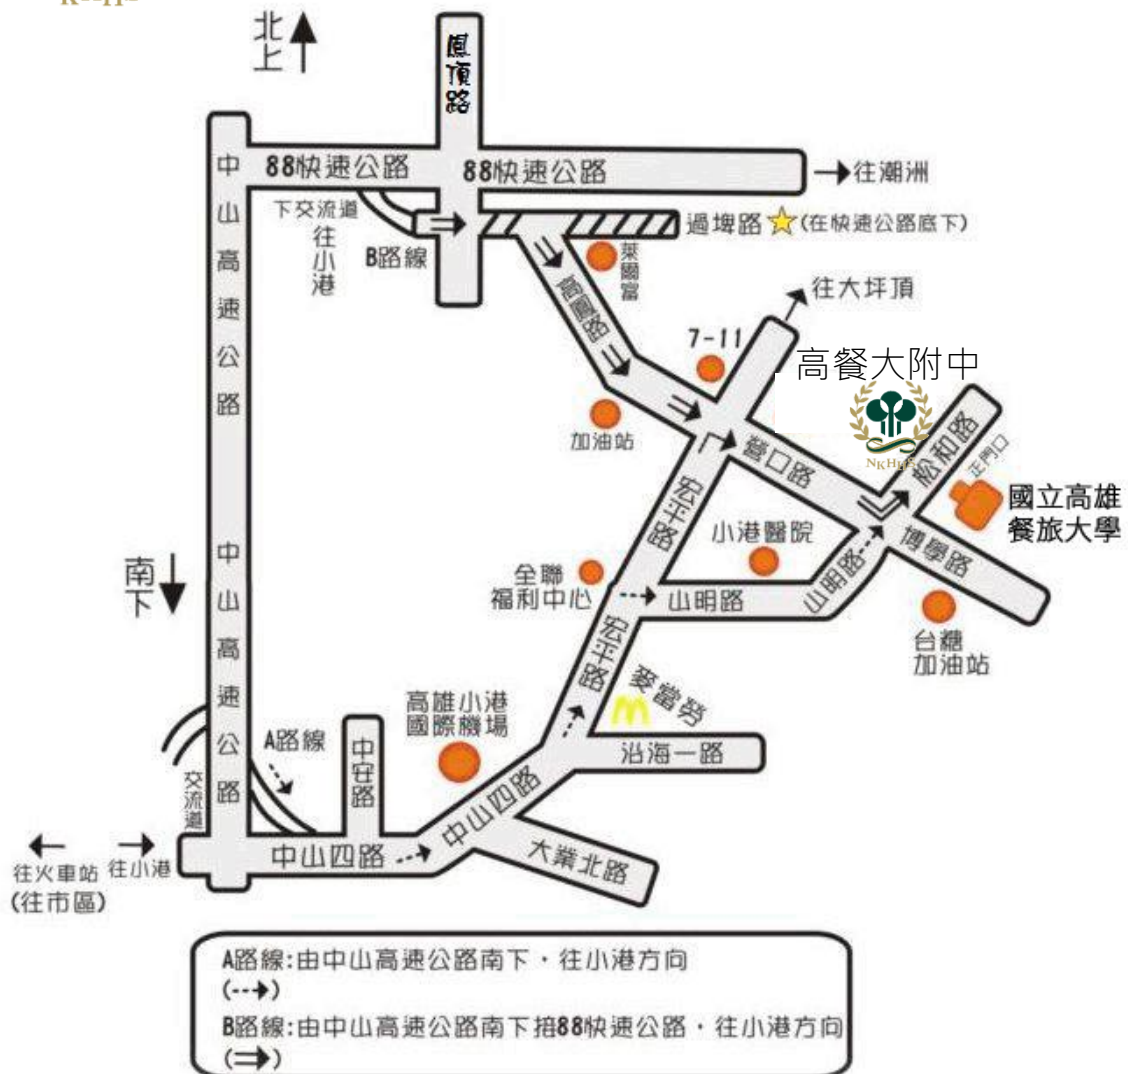 北上
鳳頂路
中山高速公路
88快速公路
88快速公路
往潮洲
下交流道
往小港
B路線
過埤路
(在快速公路底下)
萊爾富
高鳳路
往大坪頂
7-11
高餐大附中
加油站
NKHHS
營口路
松和路
正門口
國立高雄
餐旅大學
宏平路
小港醫院
博學路
南下
中山高速公路
全聯
福利中心
山明路
山明路
台糖
加油站
宏平路
麥當勞
高雄小港
國際機場
A路線
中安路
沿海一路
交流道
中山四路
中山四路
大業北路
往火車站
(往市區)
往小港
A路線:由中山高速公路南下・往小港方向
(⇢)
B路線:由中山高速公路南下接88快速公路・往小港方向
(⇒)